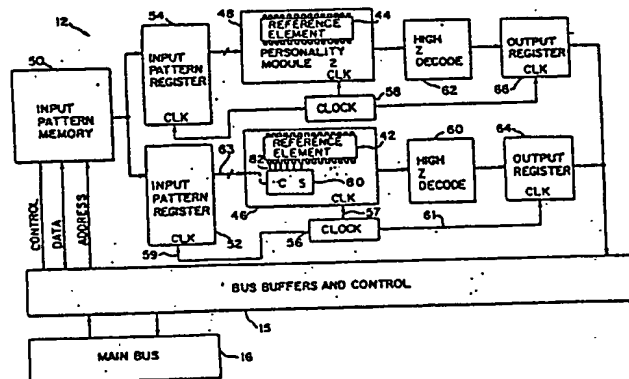 12
50
INPUT
PATTERN
MEMORY
54
INPUT
PATTERN
REGISTER
CLK
48
44
REFERENCE
ELEMENT
PERSONALITY
MODULE 2
CLK
HIGH
Z
DECODE
62
OUTPUT
REGISTER
CLK
66
CLOCK
58
INPUT
PATTERN
REGISTER
CLK
52
63
82
REFERENCE
ELEMENT
42
C S
60
46
CLK
57
CLOCK
56
59
61
60
HIGH
Z
DECODE
64
OUTPUT
REGISTER
CLK
CONTROL
DATA
ADDRESS
BUS BUFFERS AND CONTROL
15
MAIN BUS
16